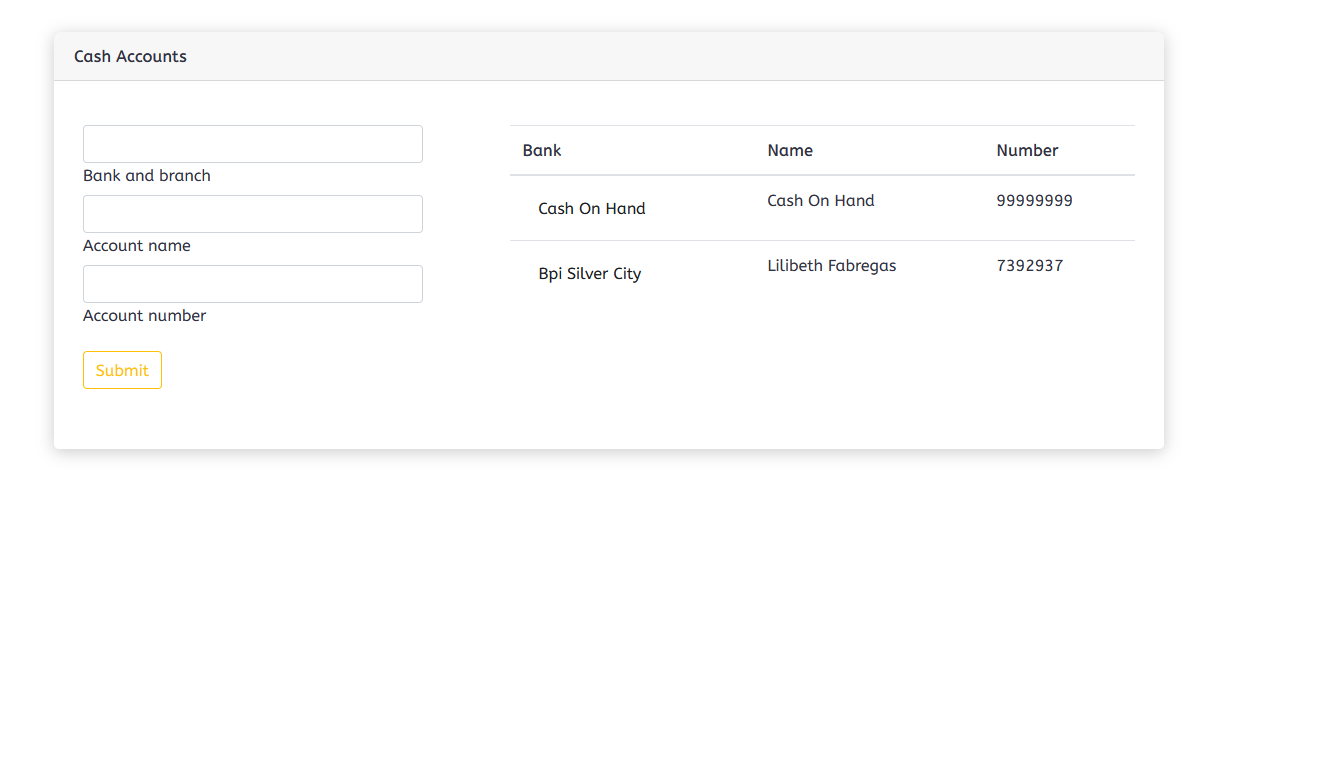 Cash Accounts
Bank and branch
Account name
Account number
Submit
Bank Name Number
Cash On Hand Cash On Hand 99999999
Bpi Silver City Lilibeth Fabregas 7392937